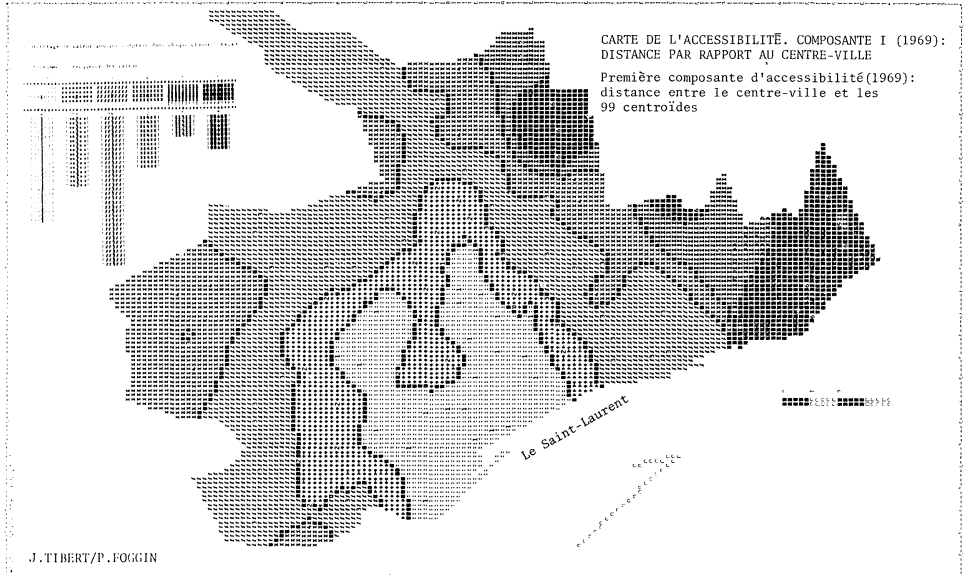 CARTE DE L'ACCESSIBILITÉ. COMPOSANTE I (1969):
DISTANCE PAR RAPPORT AU CENTRE-VILLE
Première composante d'accessibilité(1969):
distance entre le centre-ville et les
99 centroïdes
Le Saint-Laurent
J.TIBERT/P.FOGGIN